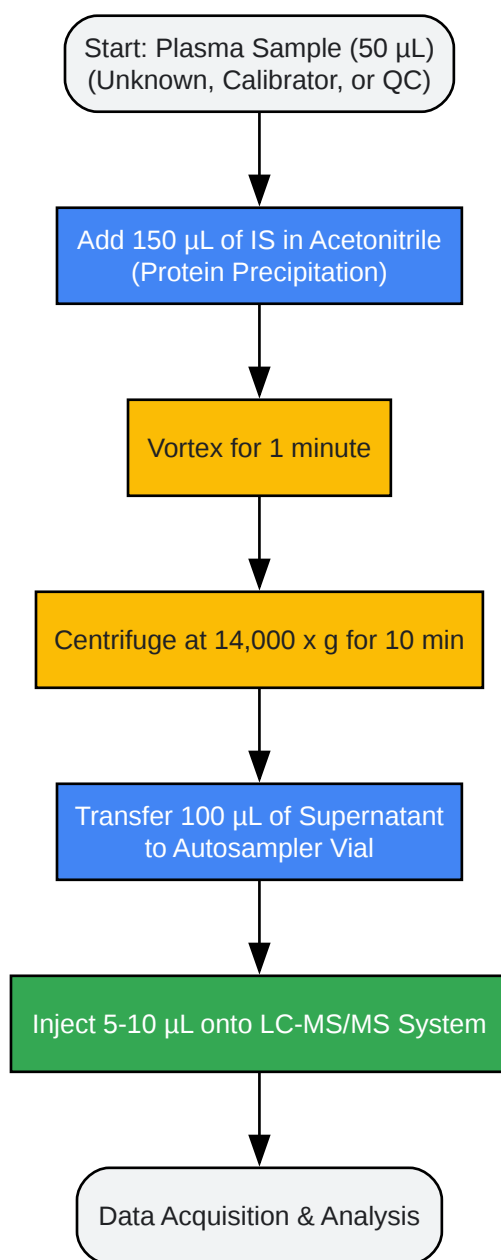 Start: Plasma Sample (50 µL)
(Unknown, Calibrator, or QC)
Add 150 µL of IS in Acetonitrile
(Protein Precipitation)
Vortex for 1 minute
Centrifuge at 14,000 x g for 10 min
Transfer 100 µL of Supernatant
to Autosampler Vial
Inject 5-10 µL onto LC-MS/MS System
Data Acquisition & Analysis